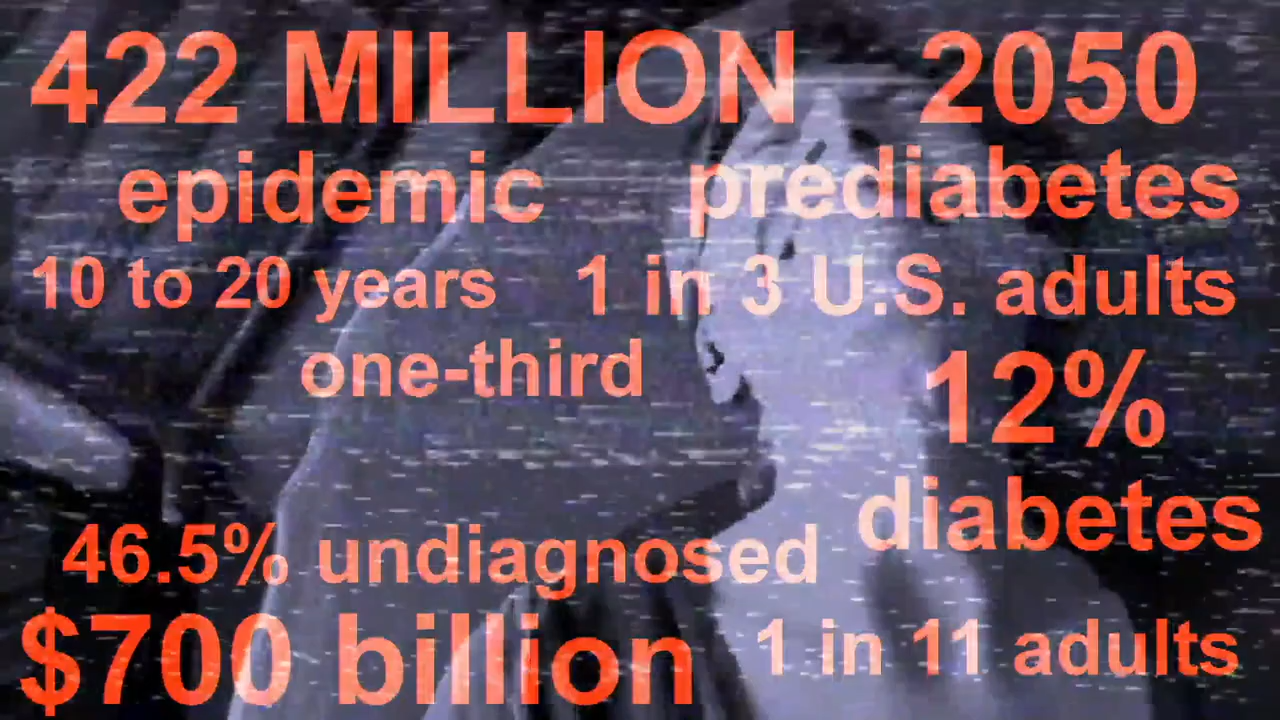 422 MILLION 2050
epidemic prediabetes
10 to 20 years 1 in 3 U.S. adults
one-third
12%
diabetes
46.5% undiagnosed
$700 billion 1 in 11 adults